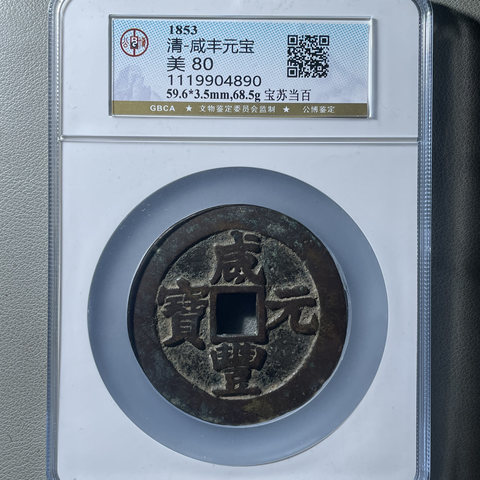 1853
清-咸丰元宝
美 80
1119904890
59.6*3.5mm,68.5g 宝苏当百
GBCA ★ 文物鉴定委员会监制 ★ 公博鉴定
咸
寶 元
豐